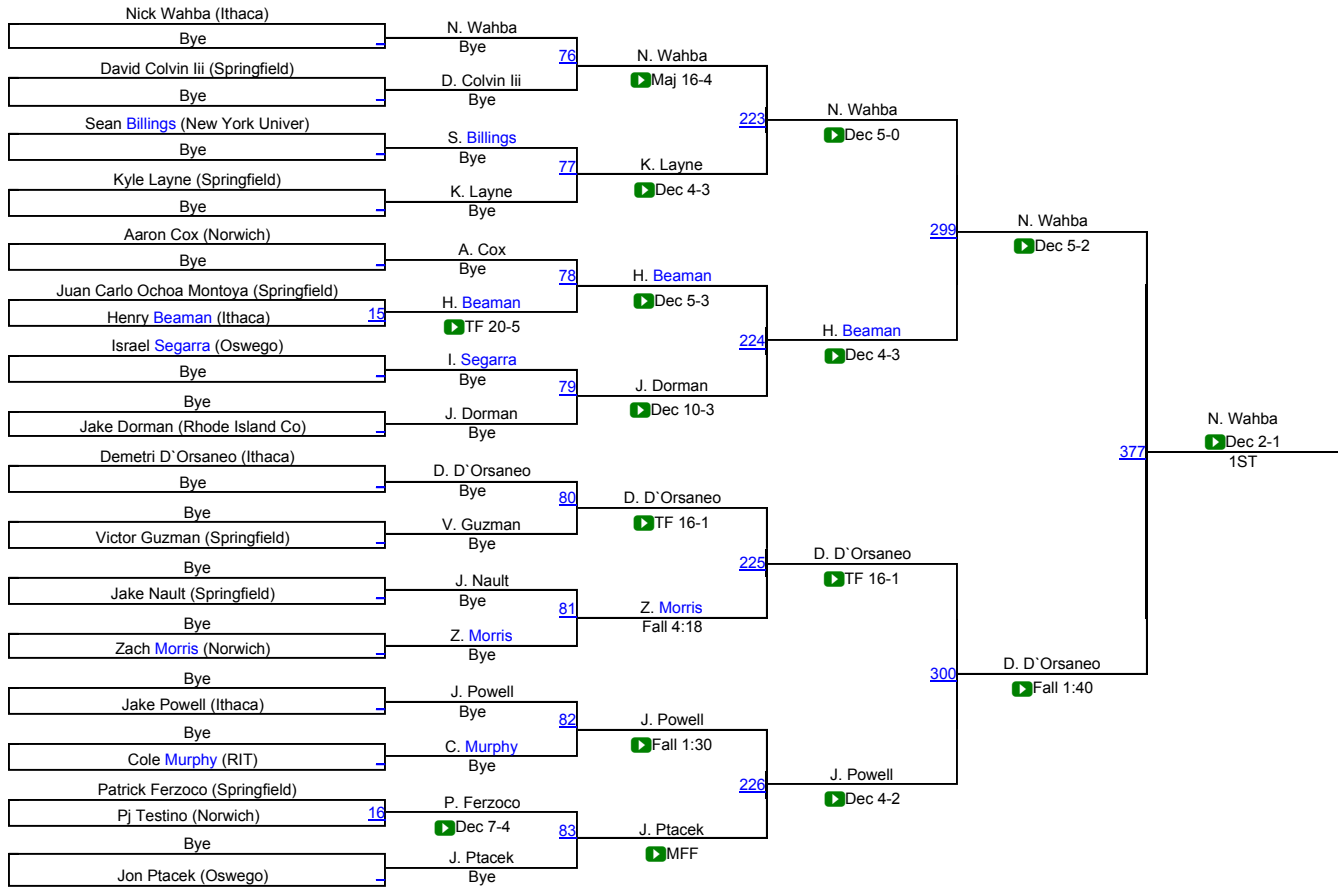 Nick Wahba (Ithaca)
Bye
David Colvin Iii (Springfield)
Bye
Sean Billings (New York Univer)
Bye
Kyle Layne (Springfield)
Bye
Aaron Cox (Norwich)
Bye
Juan Carlo Ochoa Montoya (Springfield)
Henry Beaman (Ithaca)
15
Israel Segarra (Oswego)
Bye
Bye
Jake Dorman (Rhode Island Co)
Demetri D`Orsaneo (Ithaca)
Bye
Bye
Victor Guzman (Springfield)
Bye
Jake Nault (Springfield)
Bye
Zach Morris (Norwich)
Bye
Jake Powell (Ithaca)
Bye
Cole Murphy (RIT)
Patrick Ferzoco (Springfield)
Pj Testino (Norwich)
16
Bye
Jon Ptacek (Oswego)
N. Wahba
Bye
76
D. Colvin Iii
Bye
S. Billings
Bye
77
K. Layne
Bye
A. Cox
Bye
78
H. Beaman
TF 20-5
I. Segarra
Bye
79
J. Dorman
Bye
D. D`Orsaneo
Bye
80
V. Guzman
Bye
J. Nault
Bye
81
Z. Morris
Bye
J. Powell
Bye
82
C. Murphy
Bye
P. Ferzoco
Dec 7-4
83
J. Ptacek
Bye
N. Wahba
Maj 16-4
223
K. Layne
Dec 4-3
H. Beaman
Dec 5-3
224
J. Dorman
Dec 10-3
D. D`Orsaneo
TF 16-1
225
Z. Morris
Fall 4:18
J. Powell
Fall 1:30
226
J. Ptacek
MFF
N. Wahba
Dec 5-0
299
H. Beaman
Dec 4-3
D. D`Orsaneo
TF 16-1
300
J. Powell
Dec 4-2
N. Wahba
Dec 5-2
377
D. D`Orsaneo
Fall 1:40
N. Wahba
Dec 2-1
1ST